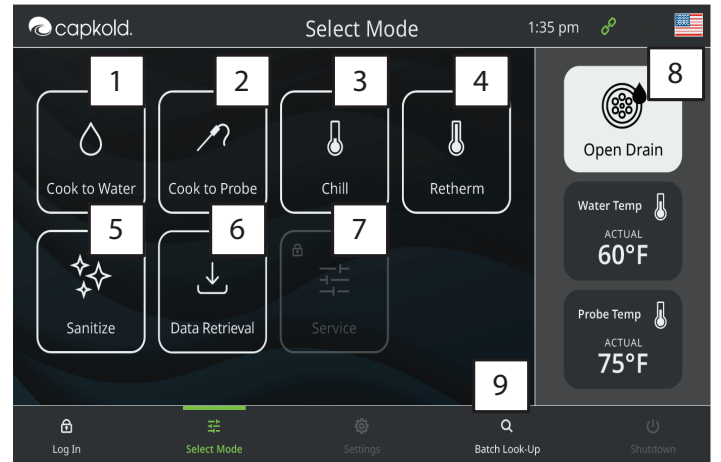 capkold.
Select Mode
1:35 pm
1
2
3
4
8
Cook to Water
Cook to Probe
Chill
Retherm
Open Drain
5
6
7
Water Temp
ACTUAL
60°F
Sanitize
Data Retrieval
Service
Probe Temp
ACTUAL
75°F
9
Log In
Select Mode
Settings
Batch Look-Up
Shutdown